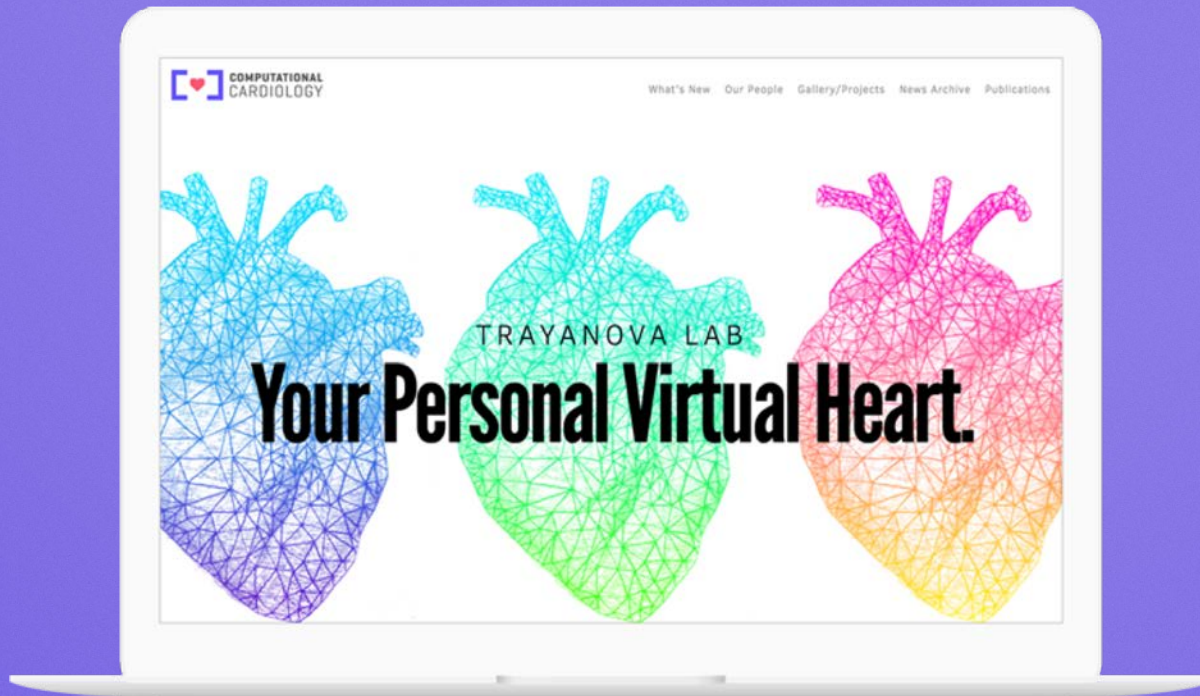 COMPUTATIONAL
CARDIOLOGY
What's New Our People Gallery/Projects News Archive Publications
TRAYANOVA LAB
Your Personal Virtual Heart.